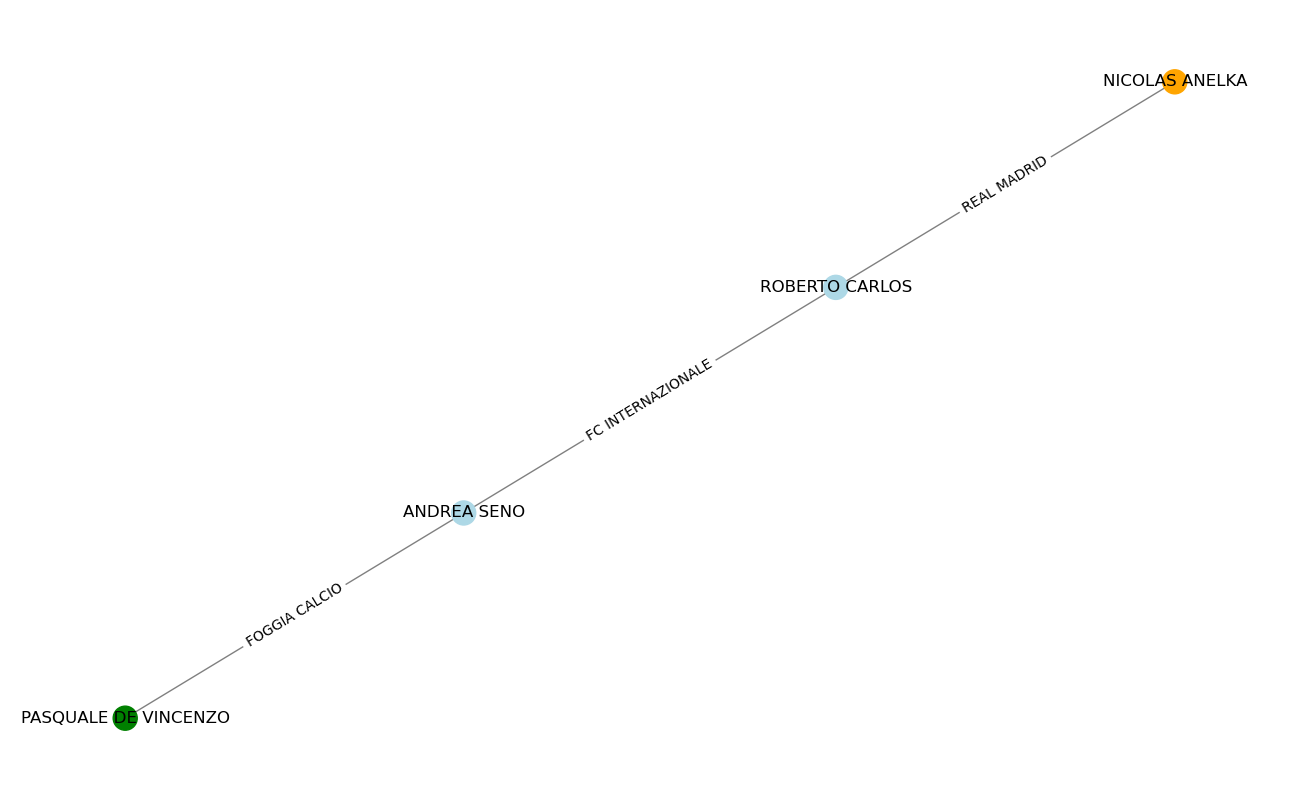 NICOLAS ANELKA
REAL MADRID
ROBERTO CARLOS
FC INTERNAZIONALE
ANDREA SENO
FOGGIA CALCIO
PASQUALE DE VINCENZO